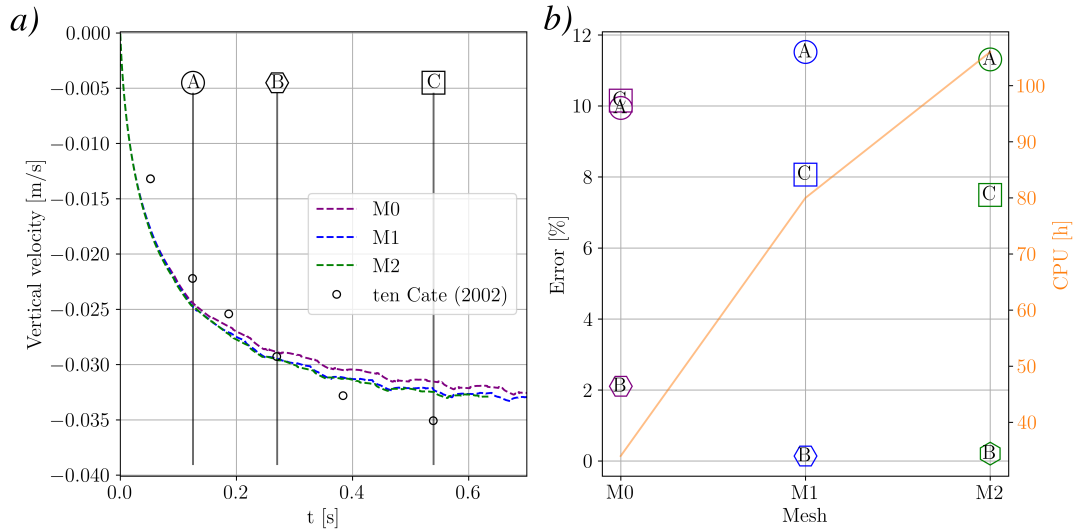 a)
0.000
−0.005
−0.010
−0.015
−0.020
−0.025
−0.030
−0.035
−0.040
Vertical velocity [m/s]
A
B
C
M0
M1
M2
ten Cate (2002)
0.0
0.2
0.4
0.6
t [s]
b)
12
10
8
6
4
2
0
Error [%]
C
A
B
A
C
B
A
C
B
100
90
80
70
60
50
40
CPU [h]
M0
M1
M2
Mesh